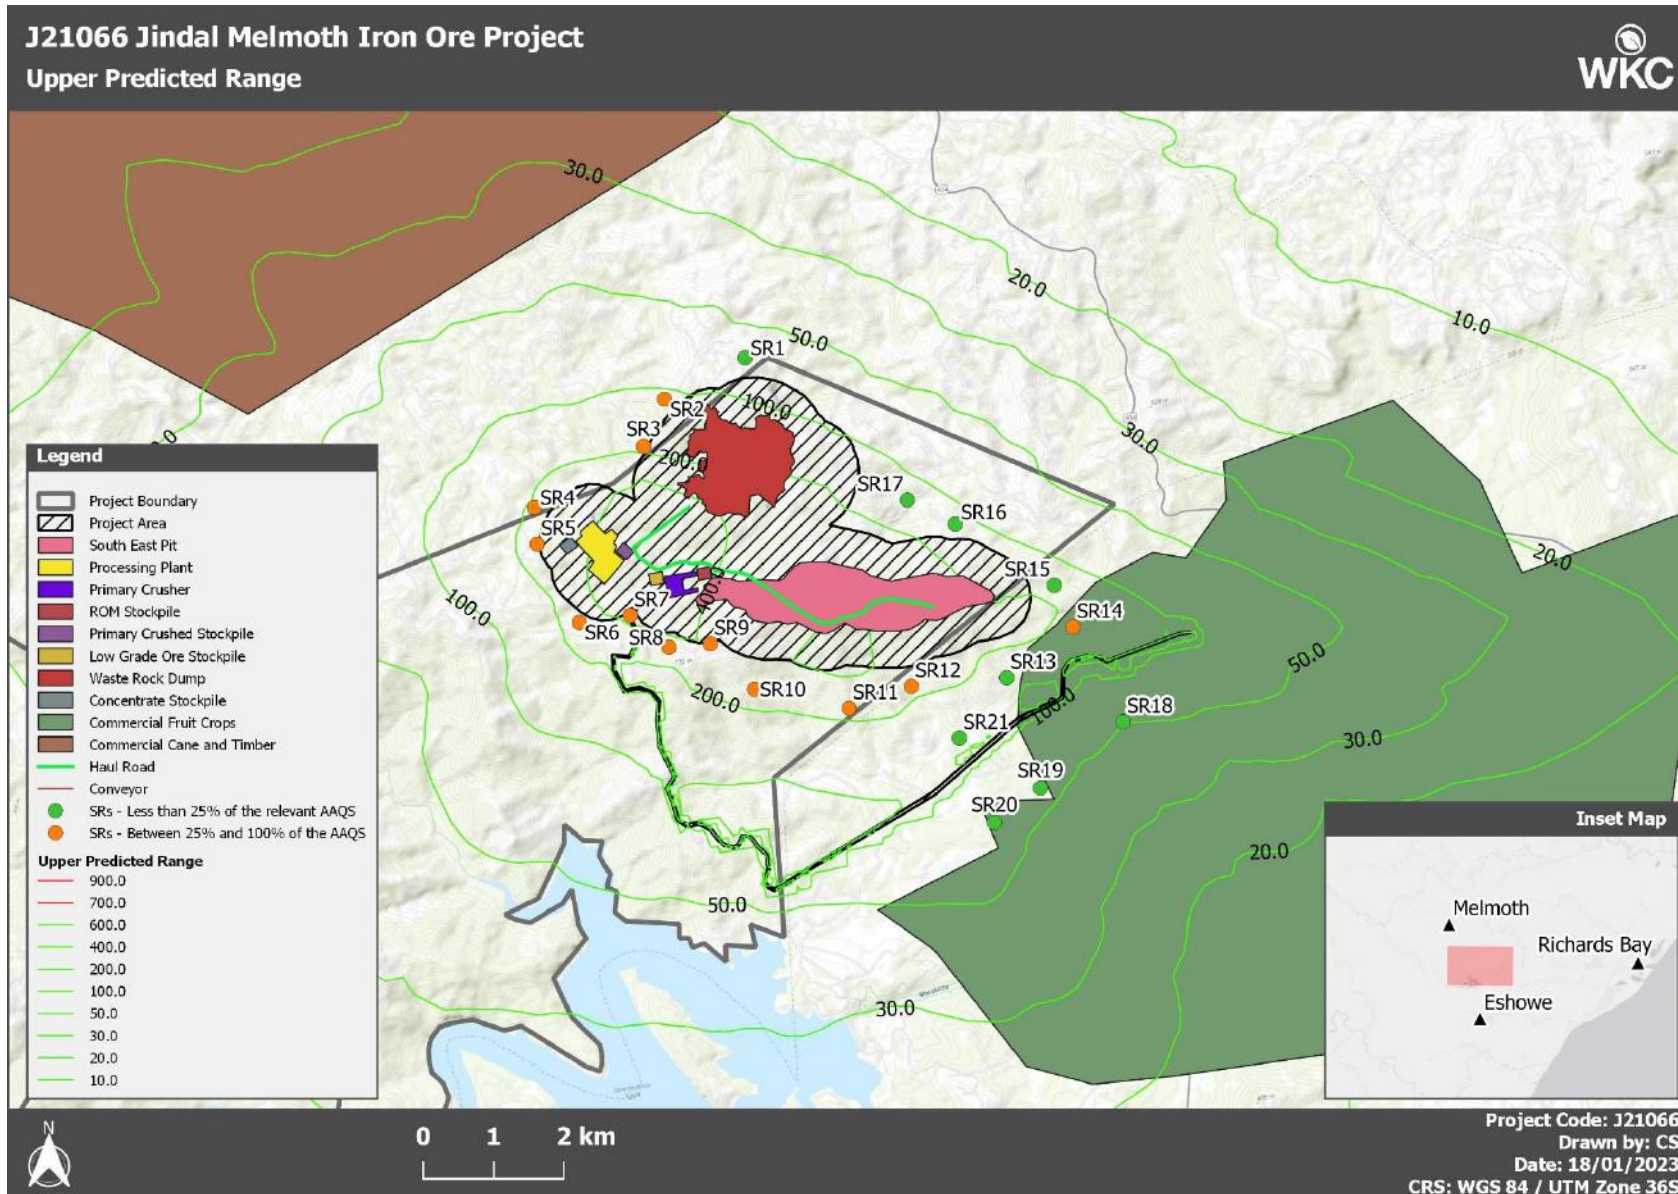 J21066 Jindal Melmoth Iron Ore Project
Upper Predicted Range
WKC
30.0
20.0
10.0
50.0
SR1
100.0
SR2
SR3
200.0
30.0
SR17
SR4
SR16
SR5
20.0
400.0
SR15
100.0
SR7
SR14
SR6
SR8
SR9
50.0
SR13
SR12
200.0
SR10
SR11
100.0
SR18
SR21
30.0
SR19
SR20
20.0
50.0
30.0
Legend
Project Boundary
Project Area
South East Pit
Processing Plant
Primary Crusher
ROM Stockpile
Primary Crushed Stockpile
Low Grade Ore Stockpile
Waste Rock Dump
Concentrate Stockpile
Commercial Fruit Crops
Commercial Cane and Timber
Haul Road
Conveyor
SRs - Less than 25% of the relevant AAQS
SRs - Between 25% and 100% of the AAQS
Upper Predicted Range
900.0
700.0
600.0
400.0
200.0
100.0
50.0
30.0
20.0
10.0
Inset Map
Melmoth
Richards Bay
Eshowe
N
0 1 2 km
Project Code: J21066
Drawn by: CS
Date: 18/01/2023
CRS: WGS 84 / UTM Zone 36S